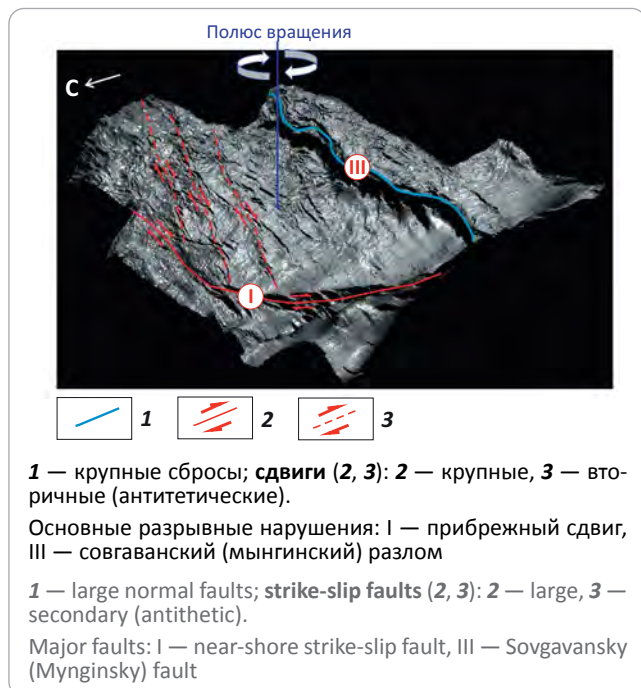 Полюс вращения
С
III
I
1
2
3
1 — крупные сбросы; сдвиги (2, 3): 2 — крупные, 3 — вто-
ричные (антитетические).
Основные разрывные нарушения: I — прибрежный сдвиг,
III — совгаванский (мынгинский) разлом
1 — large normal faults; strike-slip faults (2, 3): 2 — large, 3 —
secondary (antithetic).
Major faults: I — near-shore strike-slip fault, III — Sovgavansky
(Mynginsky) fault